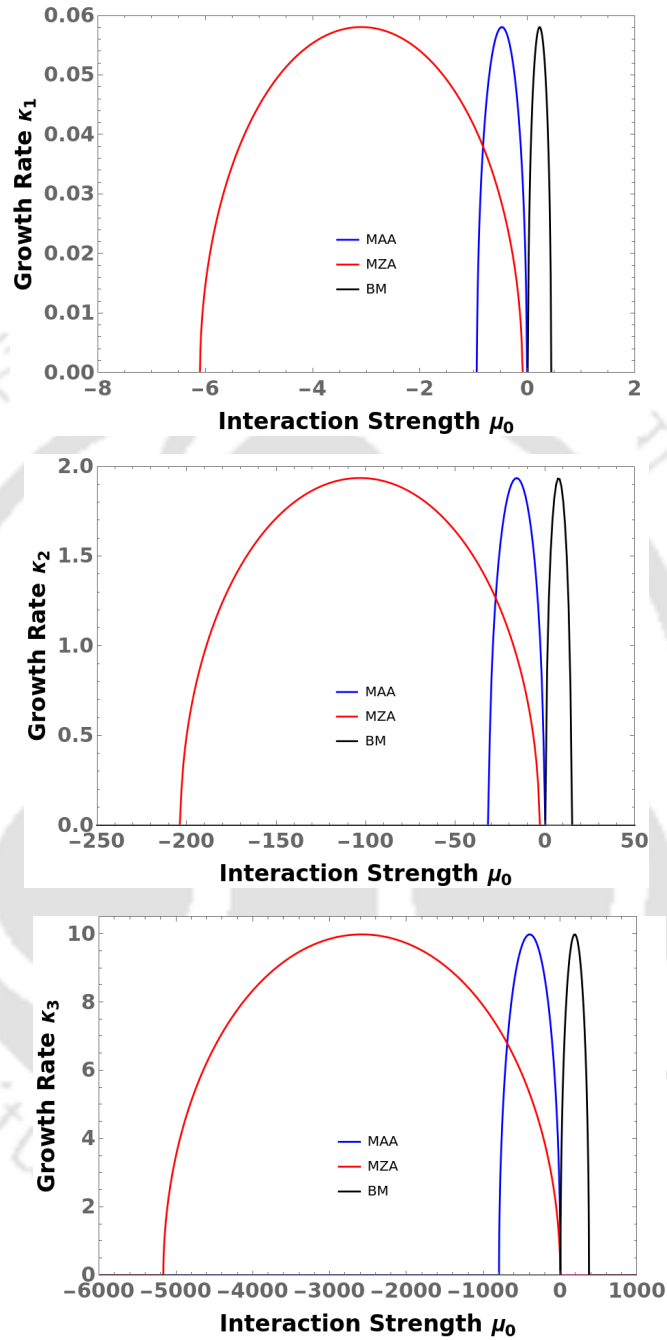 0.06
0.05
0.04
0.03
0.02
0.01
0.00
Growth Rate κ1
MAA
MZA
BM
−8 −6 −4 −2 0 2
Interaction Strength μ0
2.0
1.5
1.0
0.5
0.0
Growth Rate κ2
MAA
MZA
BM
−250 −200 −150 −100 −50 0 50
Interaction Strength μ0
10
8
6
4
2
0
Growth Rate κ3
MAA
MZA
BM
−6000 −5000 −4000 −3000 −2000 −1000 0 1000
Interaction Strength μ0